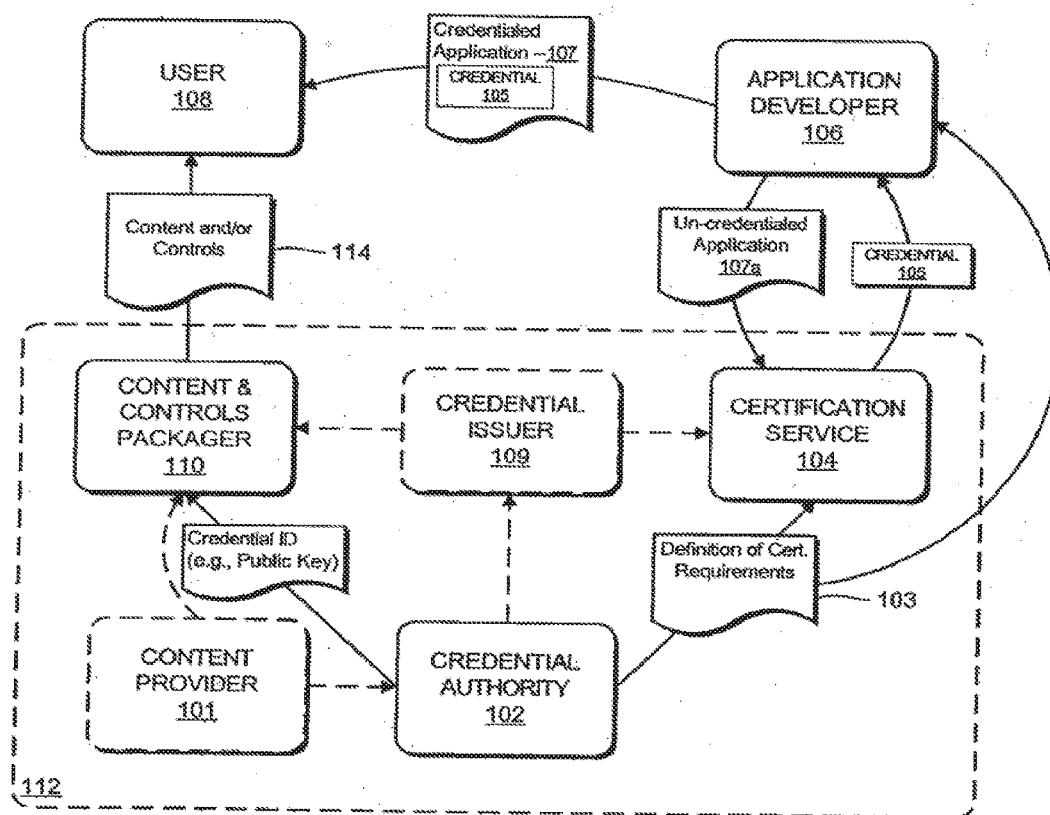 Credentialed
Application – 107
CREDENTIAL
105
USER
108
APPLICATION
DEVELOPER
106
Content and/or
Controls
114
Un-credentialed
Application
107a
CREDENTIAL
105
CONTENT &
CONTROLS
PACKAGER
110
CREDENTIAL
ISSUER
109
CERTIFICATION
SERVICE
104
Credential ID
(e.g., Public Key)
Definition of Cert.
Requirements
103
CONTENT
PROVIDER
101
CREDENTIAL
AUTHORITY
102
112